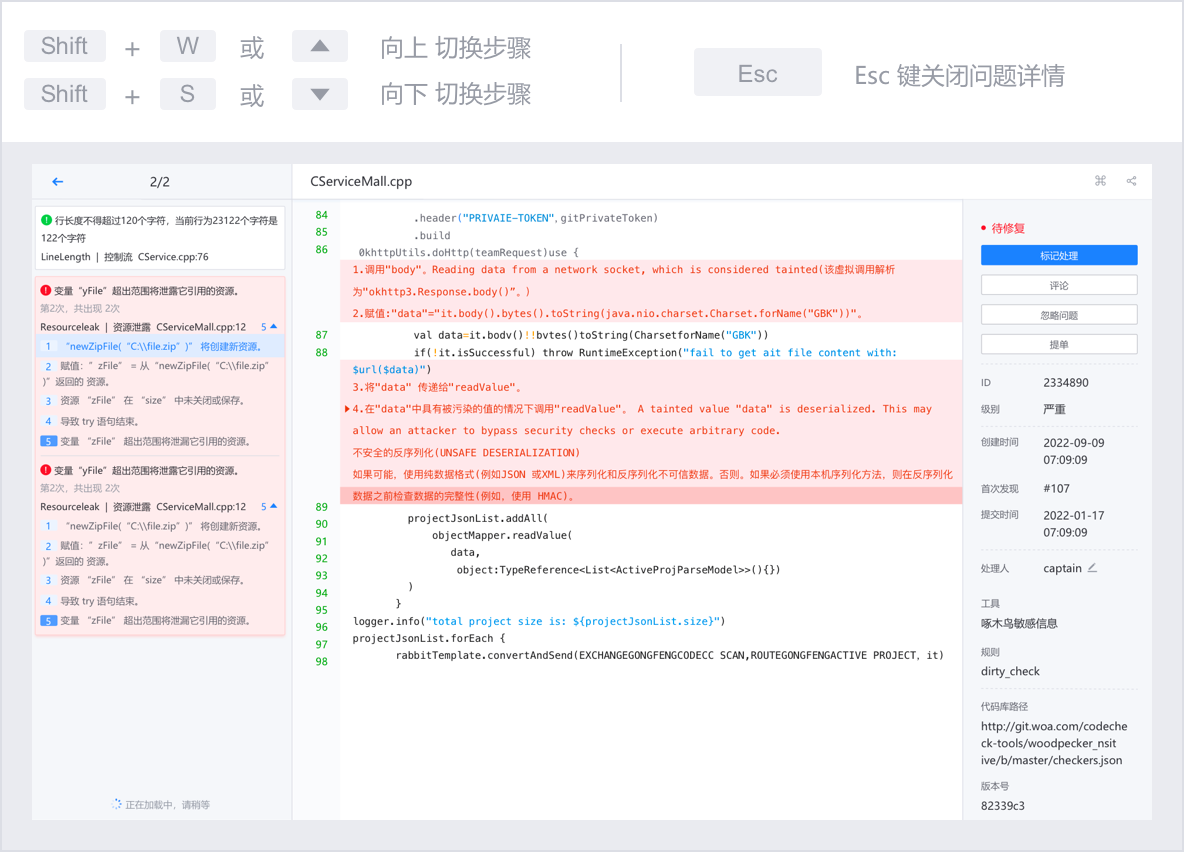 Shift + W 或 ▲ 向上 切换步骤
Shift + S 或 ▼ 向下 切换步骤
Esc Esc 键关闭问题详情
2/2
行长度不得超过120个字符，当前行为23122个字符是
122个字符
LineLength | 控制流 CService.cpp:76
变量 “yFile” 超出范围将泄露它引用的资源。
第2次，共出现 2次
Resourceleak | 资源泄露 CServiceMall.cpp:12 5
1 “newZipFile( “C:\\file.zip” )” 将创建新资源。
2 赋值：” zFile” = 从 “newZipFile( “C:\\file.zip”
)” 返回的 资源。
3 资源 “zFile” 在 “size” 中未关闭或保存。
4 导致 try 语句结束。
5 变量 “zFile” 超出范围将泄漏它引用的资源。
变量 “yFile” 超出范围将泄露它引用的资源。
第2次，共出现 2次
Resourceleak | 资源泄露 CServiceMall.cpp:12 5
1 “newZipFile( “C:\\file.zip” )” 将创建新资源。
2 赋值：” zFile” = 从 “newZipFile( “C:\\file.zip”
)” 返回的 资源。
3 资源 “zFile” 在 “size” 中未关闭或保存。
4 导致 try 语句结束。
5 变量 “zFile” 超出范围将泄漏它引用的资源。
正在加载中，请稍等
CServiceMall.cpp
84 .header("PRIVAIE-TOKEN",gitPrivateToken)
85 .build
86 0khttpUtils.doHttp(teamRequest)use {
1.调用"body"。Reading data from a network socket, which is considered tainted(该虚拟调用解析
为"okhttp3.Response.body()”。)
2.赋值:"data"="it.body().bytes().toString(java.nio.charset.Charset.forName("GBK"))"。
87 val data=it.bodv()!!bvtes()toString(CharsetforName("GBK"))
88 if(!it.isSuccessful) throw RuntimeException("fail to get ait file content with:
$url($data)")
3.将"data" 传递给"readValue"。
4.在"data"中具有被污染的值的情况下调用"readValue"。 A tainted value "data" is deserialized. This may
allow an attacker to bypass security checks or execute arbitrary code.
不安全的反序列化(UNSAFE DESERIALIZATION)
如果可能，使用纯数据格式(例如JSON 或XML)来序列化和反序列化不可信数据。否则，如果必须使用本机序列化方法，则在反序列化
数据之前检查数据的完整性(例如，使用 HMAC)。
89
90 projectJsonList.addAll(
91 objectMapper.readValue(
92 data,
93 object:TypeReference<List<ActiveProjParseModel>>(){})
94 )
95 }
96 logger.info("total project size is: ${projectJsonList.size}")
97 projectJsonList.forEach {
98 rabbitTemplate.convertAndSend(EXCHANGEGONGFENGCODECC SCAN,ROUTEGONGFENGACTIVE PROJECT，it)
待修复
标记处理
评论
忽略问题
提单
ID 2334890
级别 严重
创建时间 2022-09-09
07:09:09
首次发现 #107
提交时间 2022-01-17
07:09:09
处理人 captain
工具
啄木鸟敏感信息
规则
dirty_check
代码库路径
http://git.woa.com/codeche
ck-tools/woodpecker_nsit
ive/b/master/checkers.json
版本号
82339c3